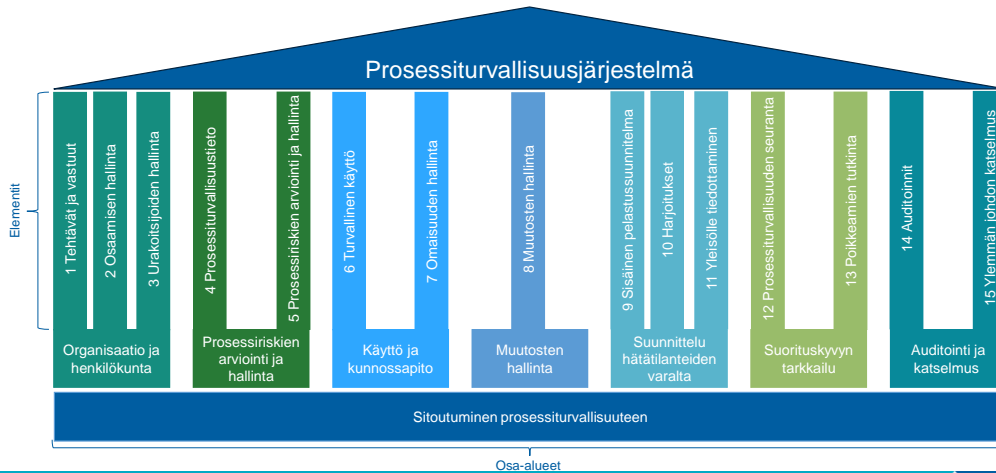 Prosessiturvallisuusjärjestelmä
Elementit
1 Tehtävät ja vastuut
2 Osaamisen hallinta
3 Urakoitsijoiden hallinta
4 Prosessiturvallisuustieto
5 Prosessiriskien arviointi ja hallinta
6 Turvallinen käyttö
7 Omaisuuden hallinta
8 Muutosten hallinta
9 Sisäinen pelastussuunnitelma
10 Harjoitukset
11 Yleisölle tiedottaminen
12 Prosessiturvallisuuden seuranta
13 Poikkeamien tutkinta
14 Auditoinnit
15 Ylemmän johdon katselmus
Organisaatio ja
henkilökunta
Prosessiriskien
arviointi ja
hallinta
Käyttö ja
kunnossapito
Muutosten
hallinta
Suunnittelu
hätätilanteiden
varalta
Suorituskyvyn
tarkkailu
Auditointi ja
katselmus
Sitoutuminen prosessiturvallisuuteen
Osa-alueet